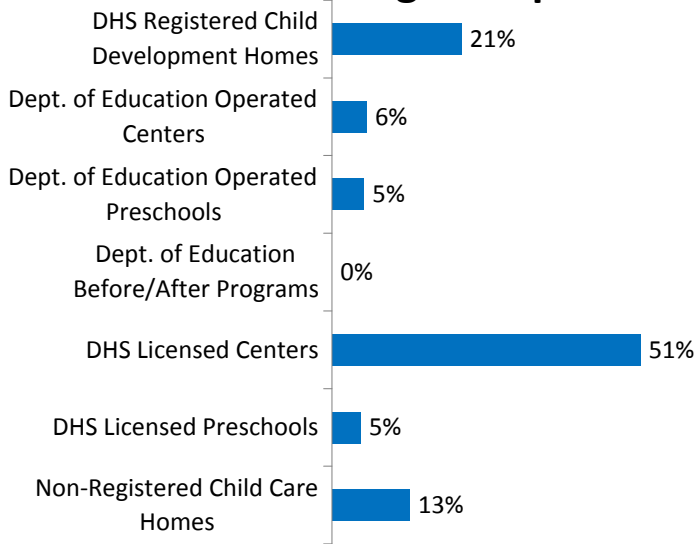 DHS Registered Child
Development Homes
21%
Dept. of Education Operated
Centers
6%
Dept. of Education Operated
Preschools
5%
Dept. of Education
Before/After Programs
0%
DHS Licensed Centers
51%
DHS Licensed Preschools
5%
Non-Registered Child Care
Homes
13%